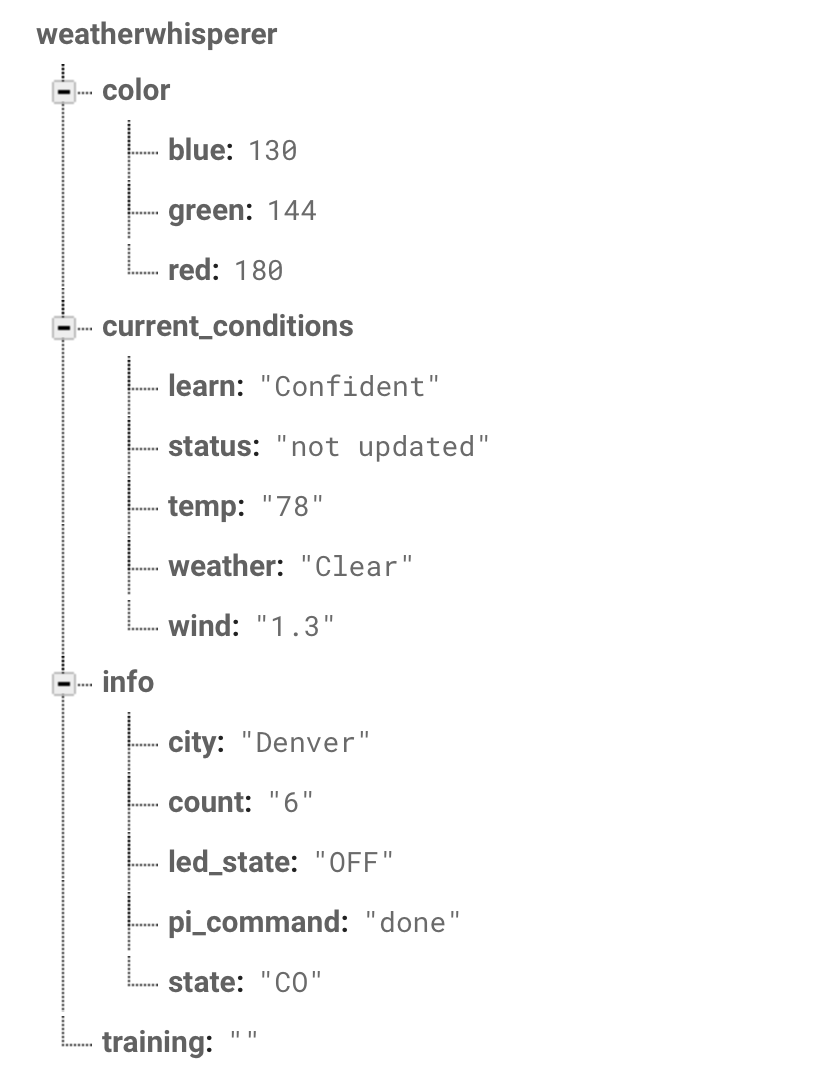 weatherwhisperer
color
blue: 130
green: 144
red: 180
current_conditions
learn: "Confident"
status: "not updated"
temp: "78"
weather: "Clear"
wind: "1.3"
info
city: "Denver"
count: "6"
led_state: "OFF"
pi_command: "done"
state: "CO"
training: ""